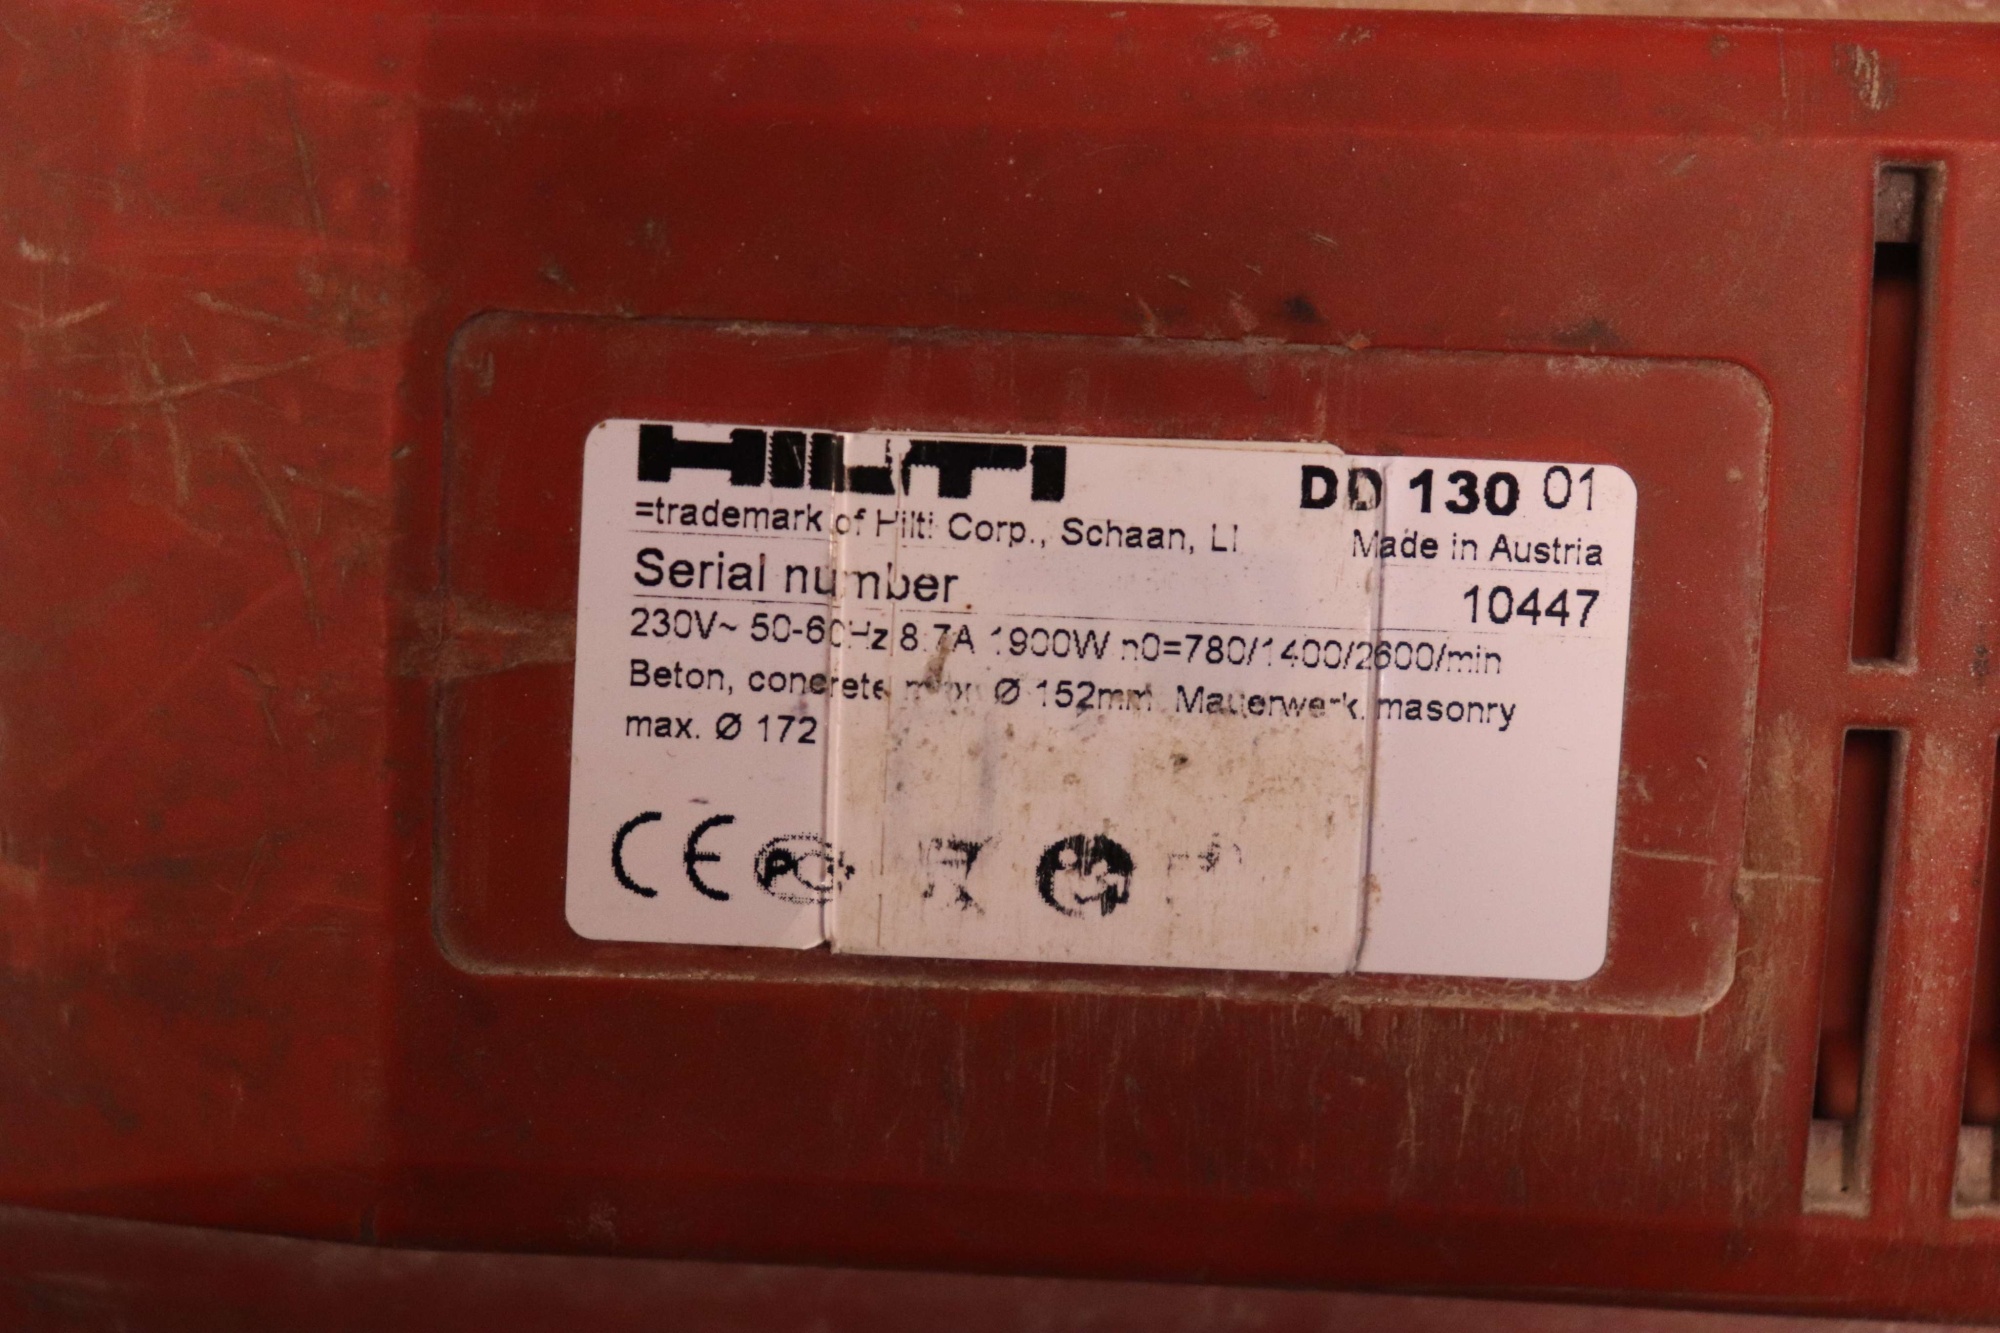 HILTI DD 130 01
=trademark of Hilti Corp., Schaan, LI Made in Austria
Serial number 10447
230V~ 50-60Hz 8.7A 1900W n0=780/1400/2600/min
Beton, concrete Ø 152mm Mauerwerk, masonry
max. Ø 172
CE